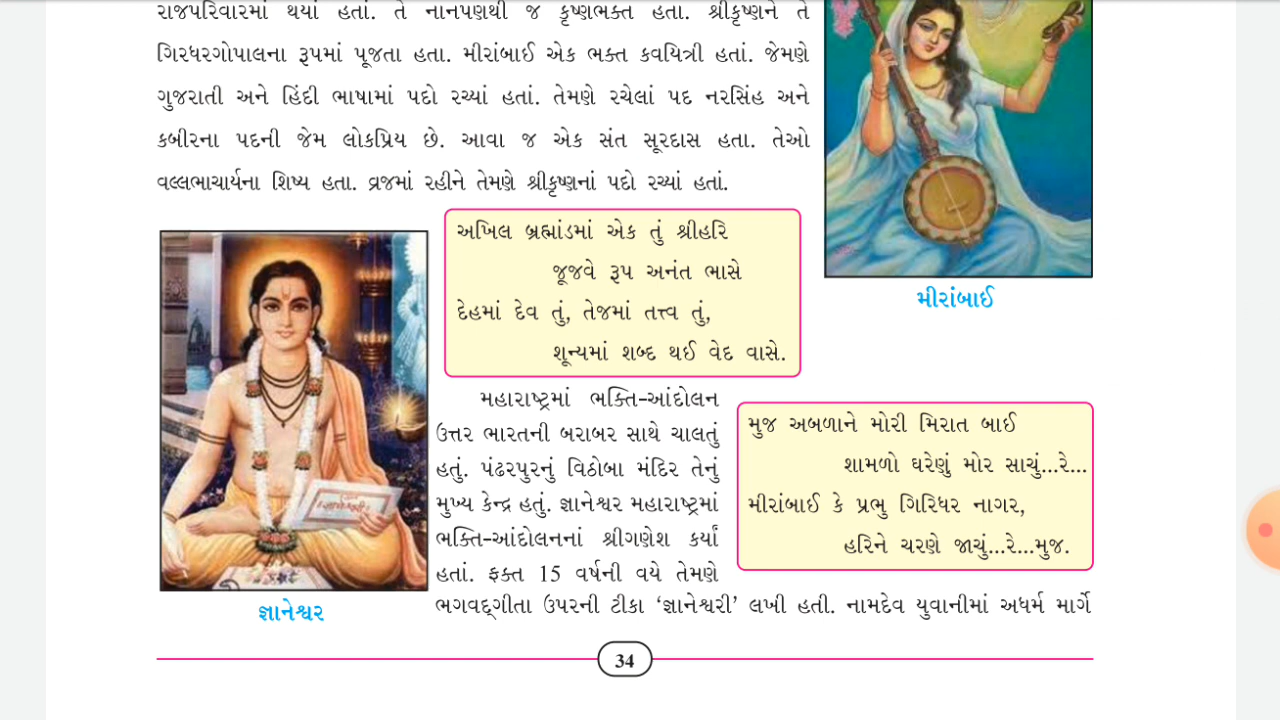 રાજપરિવારમાં થયાં હતાં. તે નાનપણથી જ કૃષ્ણભક્ત હતા. શ્રીકૃષ્ણને તે
ગિરધરગોપાલના રૂપમાં પૂજતા હતા. મીરાંબાઈ એક ભક્ત કવયિત્રી હતાં. જેમણે
ગુજરાતી અને હિંદી ભાષામાં પદો રચ્યાં હતાં. તેમણે રચેલાં પદ નરસિંહ અને
કબીરના પદની જેમ લોકપ્રિય છે. આવા જ એક સંત સૂરદાસ હતા. તેઓ
વલ્લભાચાર્યના શિષ્ય હતા. વ્રજમાં રહીને તેમણે શ્રીકૃષ્ણનાં પદો રચ્યાં હતાં.
મીરાંબાઈ
અખિલ બ્રહ્માંડમાં એક તું શ્રીહરિ
જૂજવે રૂપ અનંત ભાસે
દેહમાં દેવ તું, તેજમાં તત્ત્વ તું,
શૂન્યમાં શબ્દ થઈ વેદ વાસે.
મહારાષ્ટ્રમાં ભક્તિ-આંદોલન
ઉત્તર ભારતની બરાબર સાથે ચાલતું
હતું. પંઢરપુરનું વિઠોબા મંદિર તેનું
મુખ્ય કેન્દ્ર હતું. જ્ઞાનેશ્વર મહારાષ્ટ્રમાં
ભક્તિ-આંદોલનનાં શ્રીગણેશ કર્યાં
હતાં. ફક્ત 15 વર્ષની વયે તેમણે
મુજ અબળાને મોરી મિરાત બાઈ
શામળો ઘરેણું મોર સાચું...રે...
મીરાંબાઈ કે પ્રભુ ગિરિધર નાગર,
હરિને ચરણે જાચું...રે...મુજ.
ભગવદ્ગીતા ઉપરની ટીકા ‘જ્ઞાનેશ્વરી’ લખી હતી. નામદેવ યુવાનીમાં અધર્મ માર્ગે
જ્ઞાનેશ્વર
34